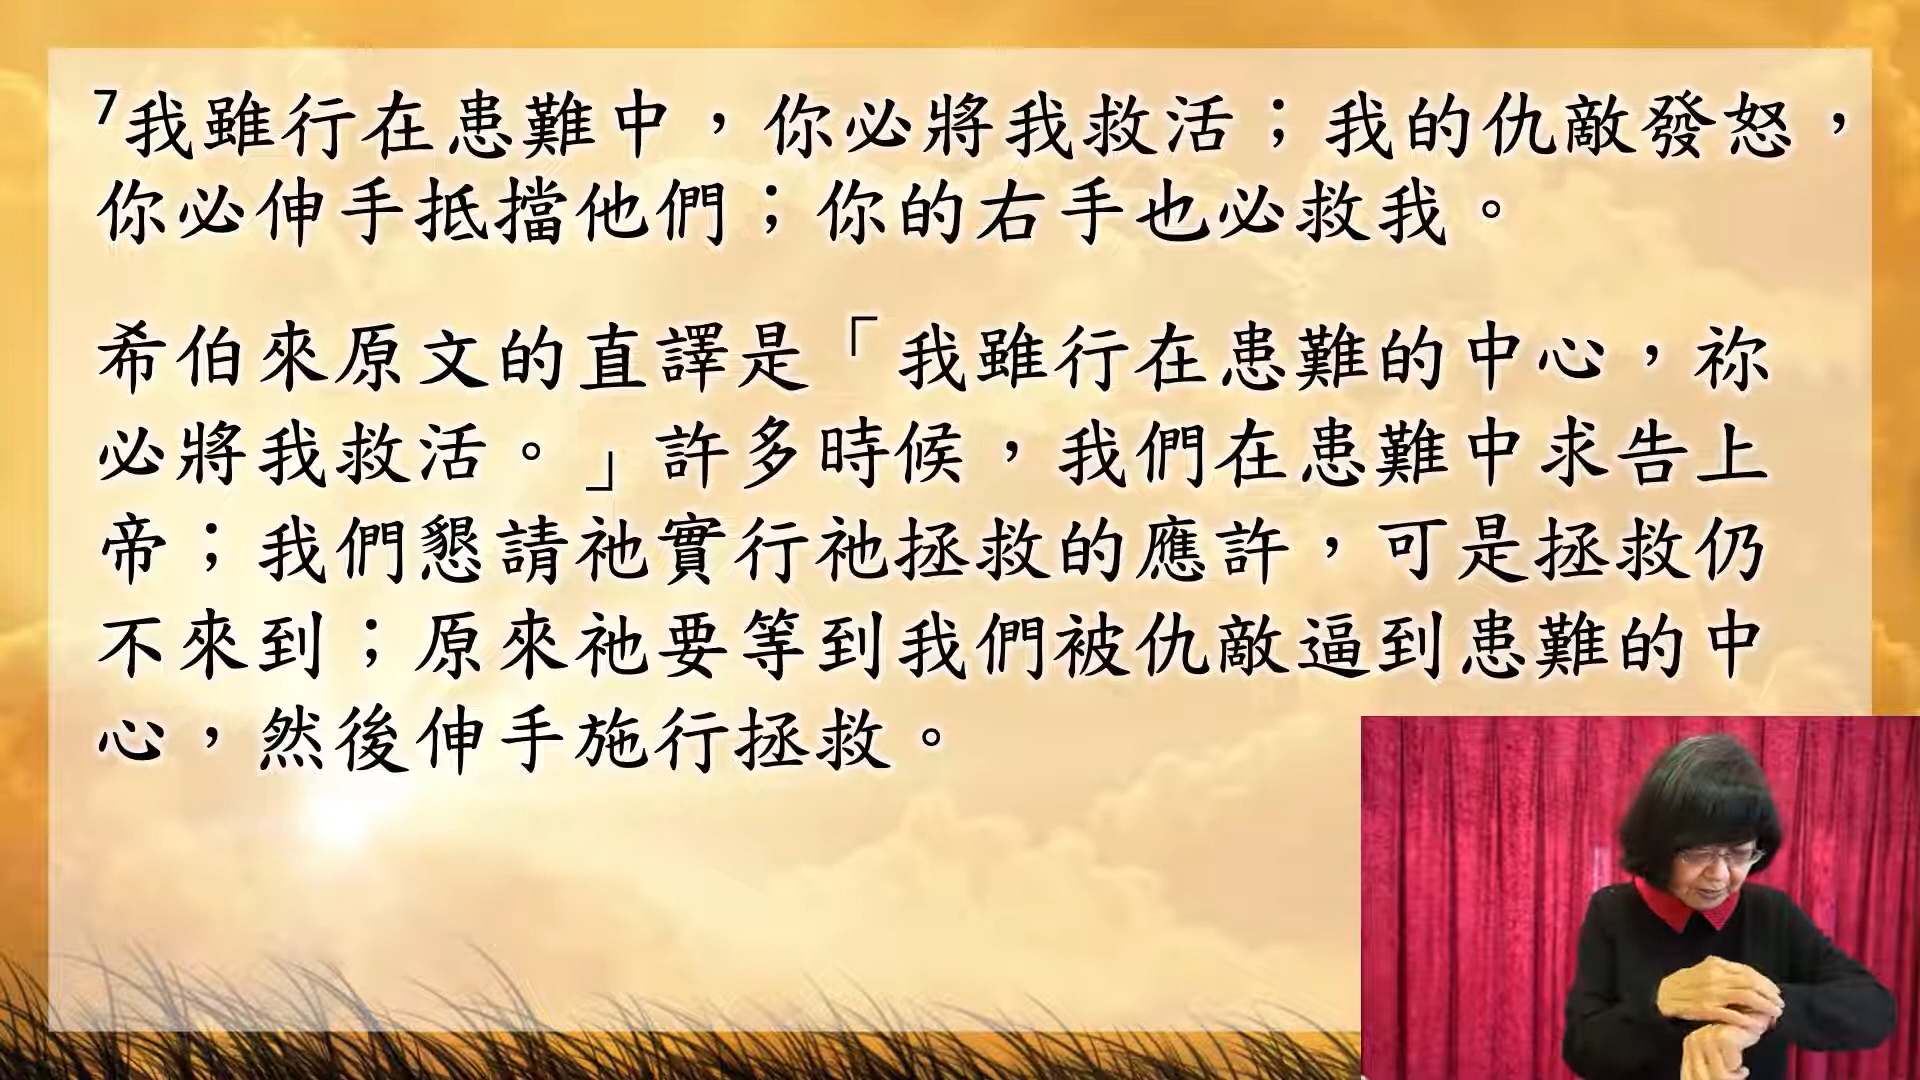 7我雖行在患難中，你必將我救活；我的仇敵發怒，
你必伸手抵擋他們；你的右手也必救我。
希伯來原文的直譯是「我雖行在患難的中心，祢
必將我救活。」許多時候，我們在患難中求告上
帝；我們懇請祂實行祂拯救的應許，可是拯救仍
不來到；原來祂要等到我們被仇敵逼到患難的中
心，然後伸手施行拯救。